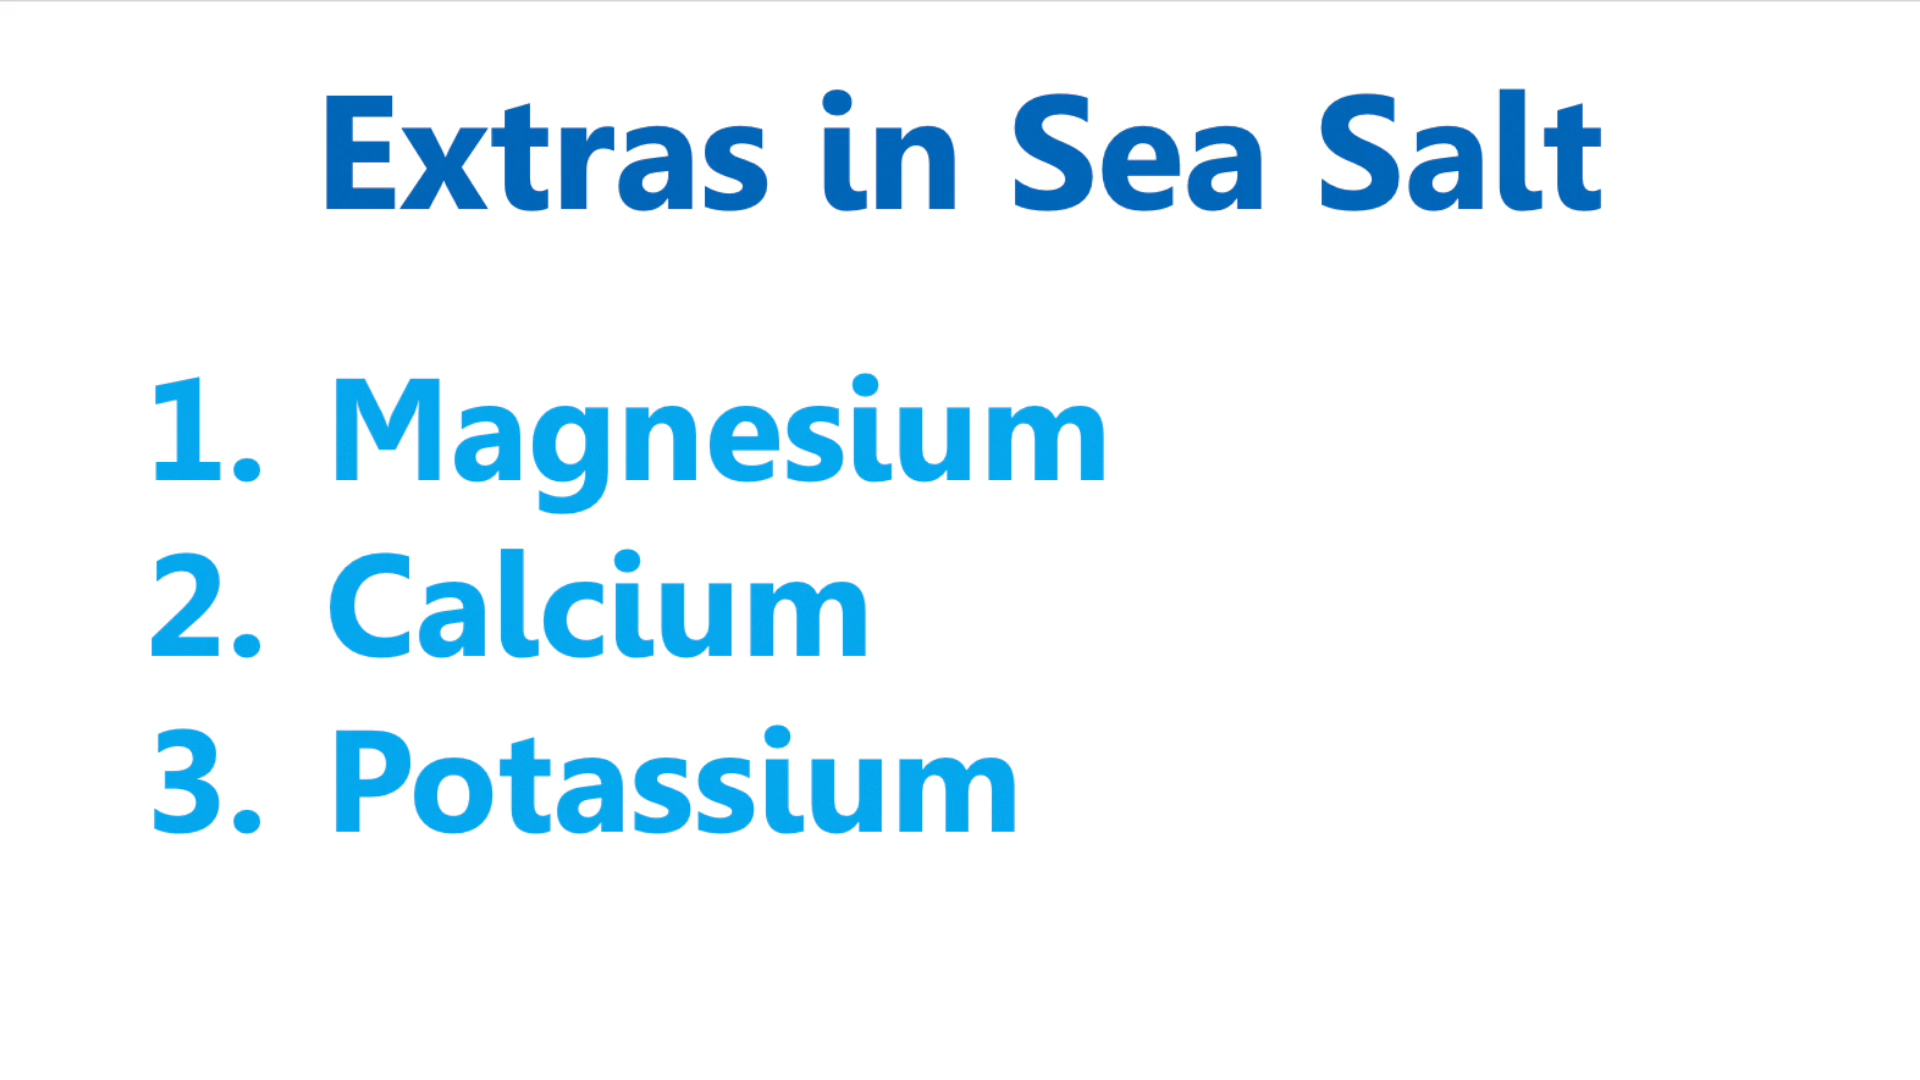 Extras in Sea Salt
1. Magnesium
2. Calcium
3. Potassium